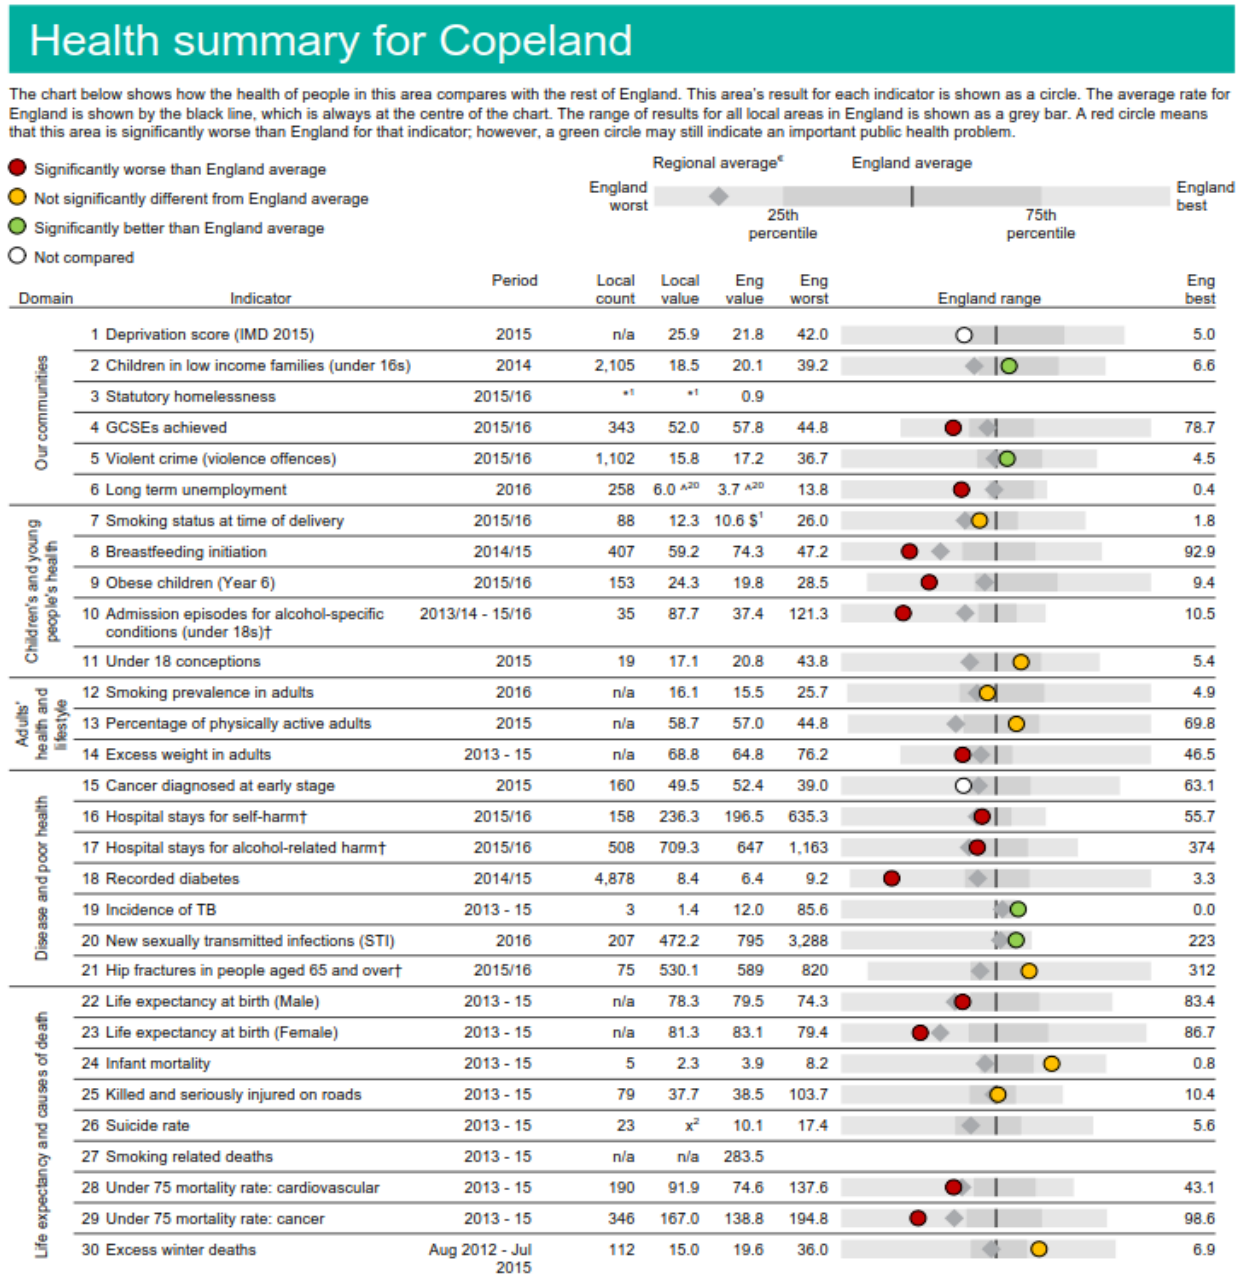 Health summary for Copeland
The chart below shows how the health of people in this area compares with the rest of England. This area's result for each indicator is shown as a circle. The average rate for
England is shown by the black line, which is always at the centre of the chart. The range of results for all local areas in England is shown as a grey bar. A red circle means
that this area is significantly worse than England for that indicator; however, a green circle may still indicate an important public health problem.
Significantly worse than England average
Not significantly different from England average
Significantly better than England average
Not compared
Regional average€ England average
England worst
England best
25th percentile
75th percentile
Domain Indicator Period Local count Local value Eng value Eng worst England range Eng best
Our communities
1 Deprivation score (IMD 2015) 2015 n/a 25.9 21.8 42.0 5.0
2 Children in low income families (under 16s) 2014 2,105 18.5 20.1 39.2 6.6
3 Statutory homelessness 2015/16 *¹ *¹ 0.9
4 GCSEs achieved 2015/16 343 52.0 57.8 44.8 78.7
5 Violent crime (violence offences) 2015/16 1,102 15.8 17.2 36.7 4.5
6 Long term unemployment 2016 258 6.0 ^²⁰ 3.7 ^²⁰ 13.8 0.4
Children's and young people's health
7 Smoking status at time of delivery 2015/16 88 12.3 10.6 $¹ 26.0 1.8
8 Breastfeeding initiation 2014/15 407 59.2 74.3 47.2 92.9
9 Obese children (Year 6) 2015/16 153 24.3 19.8 28.5 9.4
10 Admission episodes for alcohol-specific 2013/14 - 15/16 35 87.7 37.4 121.3 10.5
conditions (under 18s)†
11 Under 18 conceptions 2015 19 17.1 20.8 43.8 5.4
Adults' health and lifestyle
12 Smoking prevalence in adults 2016 n/a 16.1 15.5 25.7 4.9
13 Percentage of physically active adults 2015 n/a 58.7 57.0 44.8 69.8
14 Excess weight in adults 2013 - 15 n/a 68.8 64.8 76.2 46.5
Disease and poor health
15 Cancer diagnosed at early stage 2015 160 49.5 52.4 39.0 63.1
16 Hospital stays for self-harm† 2015/16 158 236.3 196.5 635.3 55.7
17 Hospital stays for alcohol-related harm† 2015/16 508 709.3 647 1,163 374
18 Recorded diabetes 2014/15 4,878 8.4 6.4 9.2 3.3
19 Incidence of TB 2013 - 15 3 1.4 12.0 85.6 0.0
20 New sexually transmitted infections (STI) 2016 207 472.2 795 3,288 223
21 Hip fractures in people aged 65 and over† 2015/16 75 530.1 589 820 312
Life expectancy and causes of death
22 Life expectancy at birth (Male) 2013 - 15 n/a 78.3 79.5 74.3 83.4
23 Life expectancy at birth (Female) 2013 - 15 n/a 81.3 83.1 79.4 86.7
24 Infant mortality 2013 - 15 5 2.3 3.9 8.2 0.8
25 Killed and seriously injured on roads 2013 - 15 79 37.7 38.5 103.7 10.4
26 Suicide rate 2013 - 15 23 x² 10.1 17.4 5.6
27 Smoking related deaths 2013 - 15 n/a n/a 283.5
28 Under 75 mortality rate: cardiovascular 2013 - 15 190 91.9 74.6 137.6 43.1
29 Under 75 mortality rate: cancer 2013 - 15 346 167.0 138.8 194.8 98.6
30 Excess winter deaths Aug 2012 - Jul 2015 112 15.0 19.6 36.0 6.9